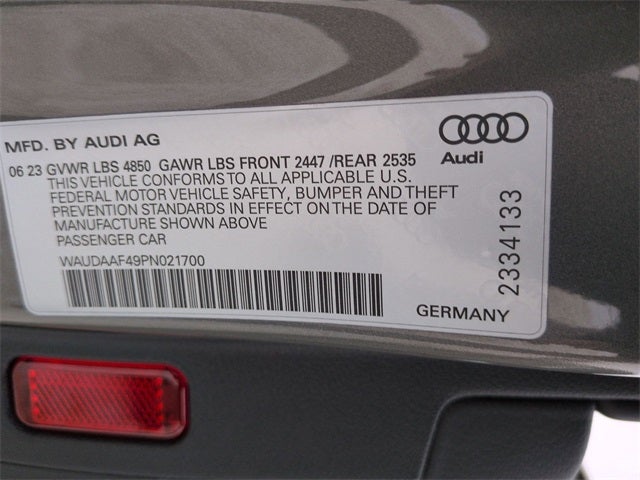 MFD. BY AUDI AG
Audi
06 23 GVWR LBS 4850 GAWR LBS FRONT 2447 /REAR 2535
THIS VEHICLE CONFORMS TO ALL APPLICABLE U.S.
FEDERAL MOTOR VEHICLE SAFETY, BUMPER AND THEFT
PREVENTION STANDARDS IN EFFECT ON THE DATE OF
MANUFACTURE SHOWN ABOVE
PASSENGER CAR
WAUDAAF49PN021700
GERMANY
2334133